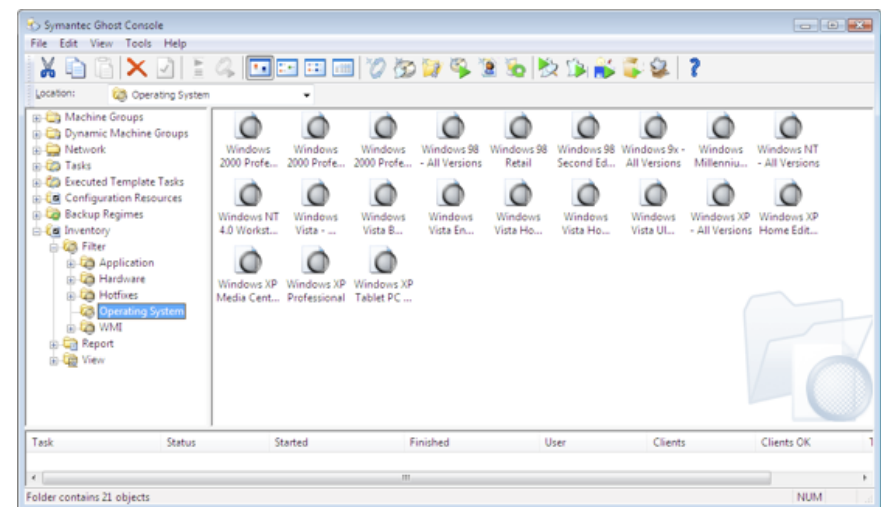 Symantec Ghost Console
File Edit View Tools Help
Location: Operating System
Machine Groups
Dynamic Machine Groups
Network
Tasks
Executed Template Tasks
Configuration Resources
Backup Regimes
Inventory
Filter
Application
Hardware
Hotfixes
Operating System
WMI
Report
View
Windows 2000 Profe...
Windows 2000 Profe...
Windows 2000 Profe...
Windows 98 - All Versions
Windows 98 Retail
Windows 98 Second Ed...
Windows 9x - All Versions
Windows Millenniu...
Windows NT - All Versions
Windows NT 4.0 Workst...
Windows Vista - ...
Windows Vista B...
Windows Vista En...
Windows Vista Ho...
Windows Vista Ho...
Windows Vista Ul...
Windows XP - All Versions
Windows XP Home Edit...
Windows XP Media Cent...
Windows XP Professional
Windows XP Tablet PC ...
Task Status Started Finished User Clients Clients OK T
Folder contains 21 objects NUM